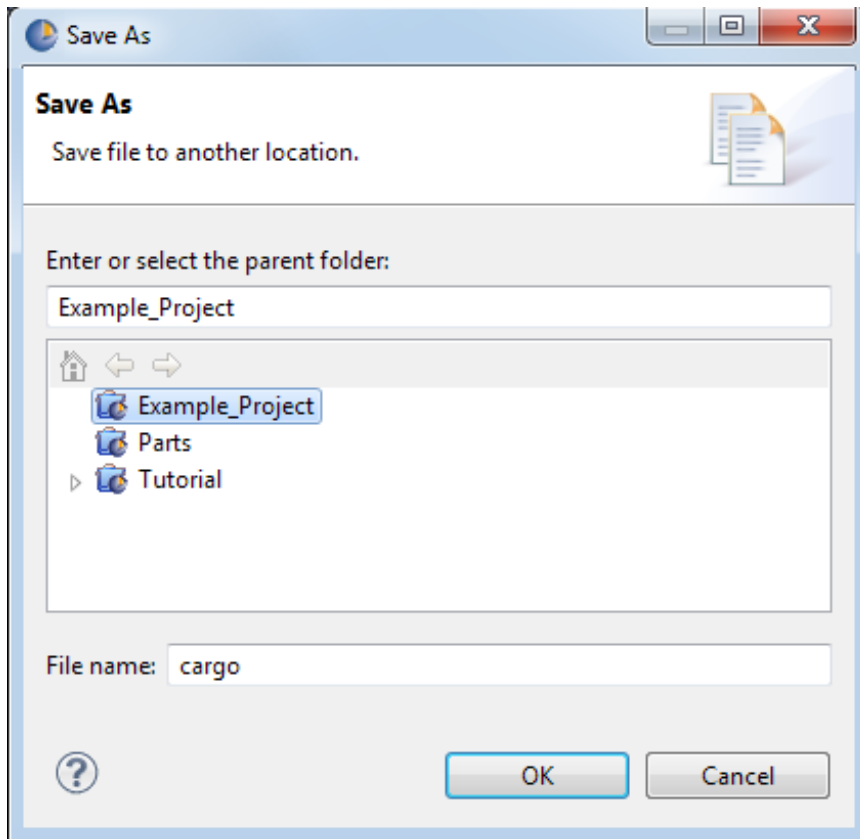 Save As
Save As
Save file to another location.
Enter or select the parent folder:
Example_Project
Example_Project
Parts
Tutorial
File name: cargo
OK Cancel